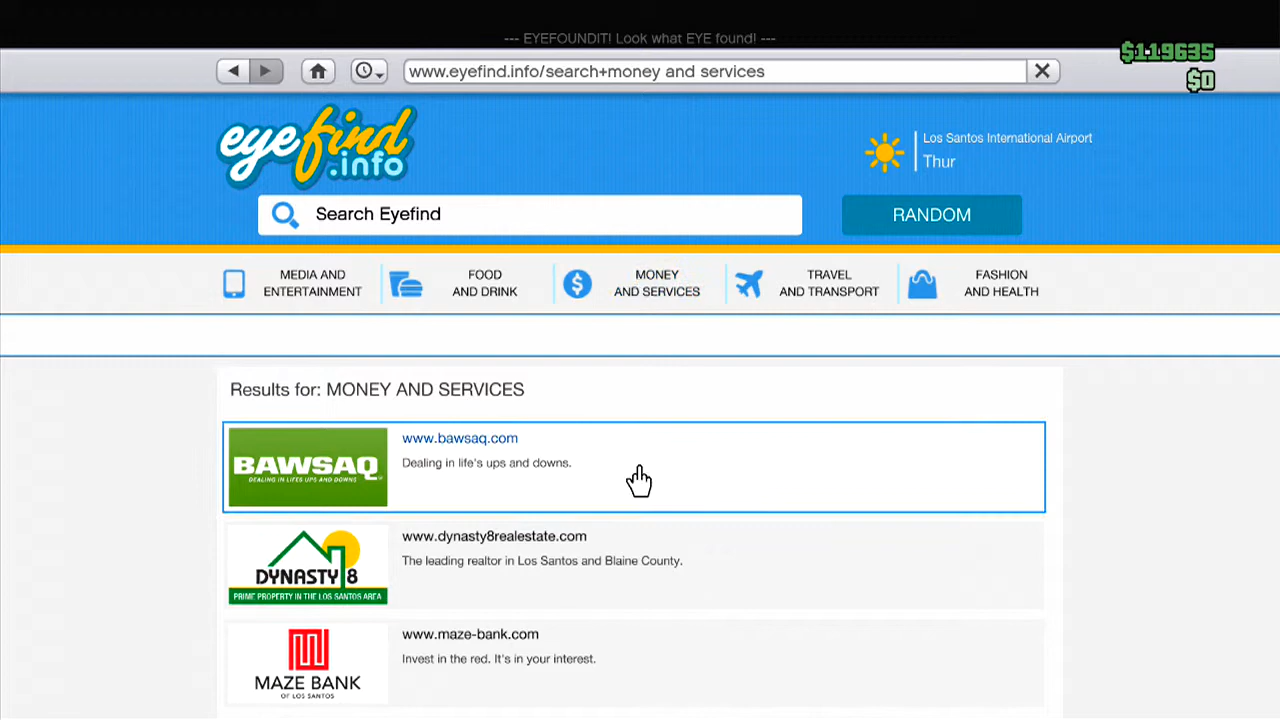 --- EYEFOUNDIT! Look what EYE found! ---
$119635
www.eyefind.info/search+money and services
$0
eyefind
.info
Los Santos International Airport
Thur
Search Eyefind
RANDOM
MEDIA AND
ENTERTAINMENT
FOOD
AND DRINK
MONEY
AND SERVICES
TRAVEL
AND TRANSPORT
FASHION
AND HEALTH
Results for: MONEY AND SERVICES
BAWSAQ
DEALING IN LIFES UPS AND DOWNS
www.bawsaq.com
Dealing in life's ups and downs.
DYNASTY 8
PRIME PROPERTY IN THE LOS SANTOS AREA
www.dynasty8realestate.com
The leading realtor in Los Santos and Blaine County.
MAZE BANK
OF LOS SANTOS
www.maze-bank.com
Invest in the red. It's in your interest.